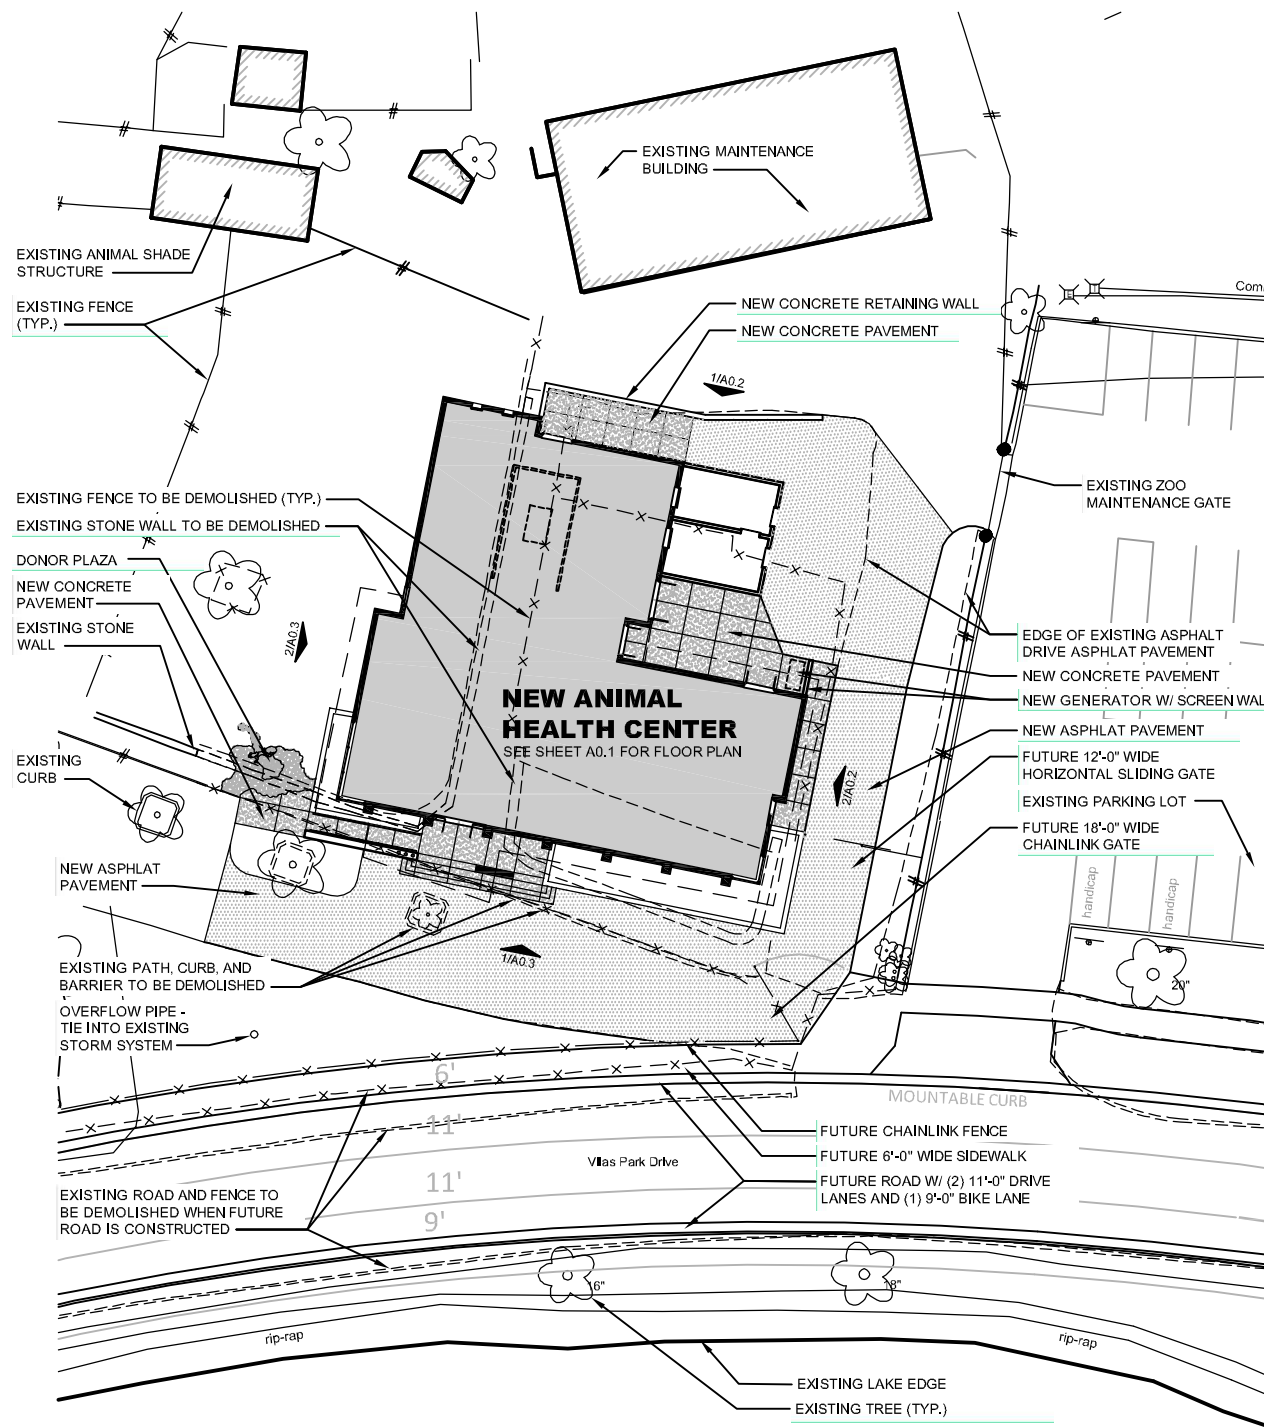 EXISTING MAINTENANCE
BUILDING
EXISTING ANIMAL SHADE
STRUCTURE
EXISTING FENCE
(TYP.)
NEW CONCRETE RETAINING WALL
NEW CONCRETE PAVEMENT
1/A0.2
EXISTING ZOO
MAINTENANCE GATE
EXISTING FENCE TO BE DEMOLISHED (TYP.)
EXISTING STONE WALL TO BE DEMOLISHED
DONOR PLAZA
NEW CONCRETE
PAVEMENT
EXISTING STONE
WALL
2/A0.3
EDGE OF EXISTING ASPHALT
DRIVE ASPHLAT PAVEMENT
NEW CONCRETE PAVEMENT
NEW GENERATOR W/ SCREEN WAL
NEW ANIMAL
HEALTH CENTER
SEE SHEET A0.1 FOR FLOOR PLAN
NEW ASPHLAT PAVEMENT
FUTURE 12'-0" WIDE
HORIZONTAL SLIDING GATE
EXISTING
CURB
2/A0.2
EXISTING PARKING LOT
FUTURE 18'-0" WIDE
CHAINLINK GATE
NEW ASPHLAT
PAVEMENT
handicap
handicap
1/A0.3
EXISTING PATH, CURB, AND
BARRIER TO BE DEMOLISHED
20"
OVERFLOW PIPE -
TIE INTO EXISTING
STORM SYSTEM
6'
MOUNTABLE CURB
11'
FUTURE CHAINLINK FENCE
FUTURE 6'-0" WIDE SIDEWALK
Vilas Park Drive
FUTURE ROAD W/ (2) 11'-0" DRIVE
LANES AND (1) 9'-0" BIKE LANE
11'
EXISTING ROAD AND FENCE TO
BE DEMOLISHED WHEN FUTURE
ROAD IS CONSTRUCTED
9'
16"
18"
rip-rap
rip-rap
EXISTING LAKE EDGE
EXISTING TREE (TYP.)